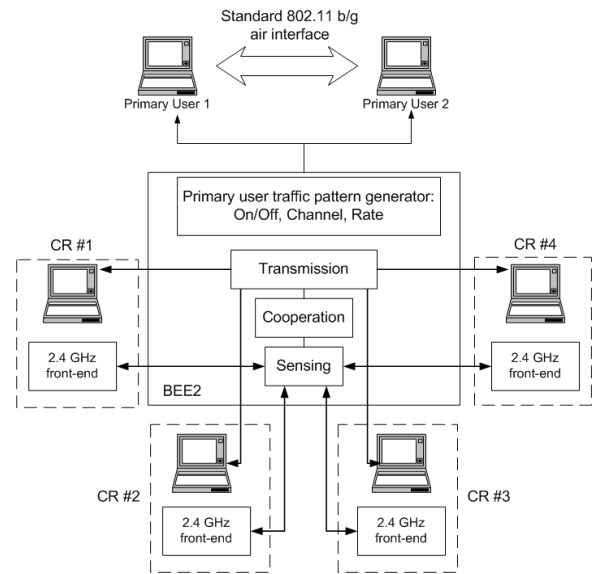 Standard 802.11 b/g
air interface
Primary User 1
Primary User 2
Primary user traffic pattern generator:
On/Off, Channel, Rate
CR #1
CR #4
Transmission
Cooperation
2.4 GHz
front-end
Sensing
2.4 GHz
front-end
BEE2
CR #2
CR #3
2.4 GHz
front-end
2.4 GHz
front-end